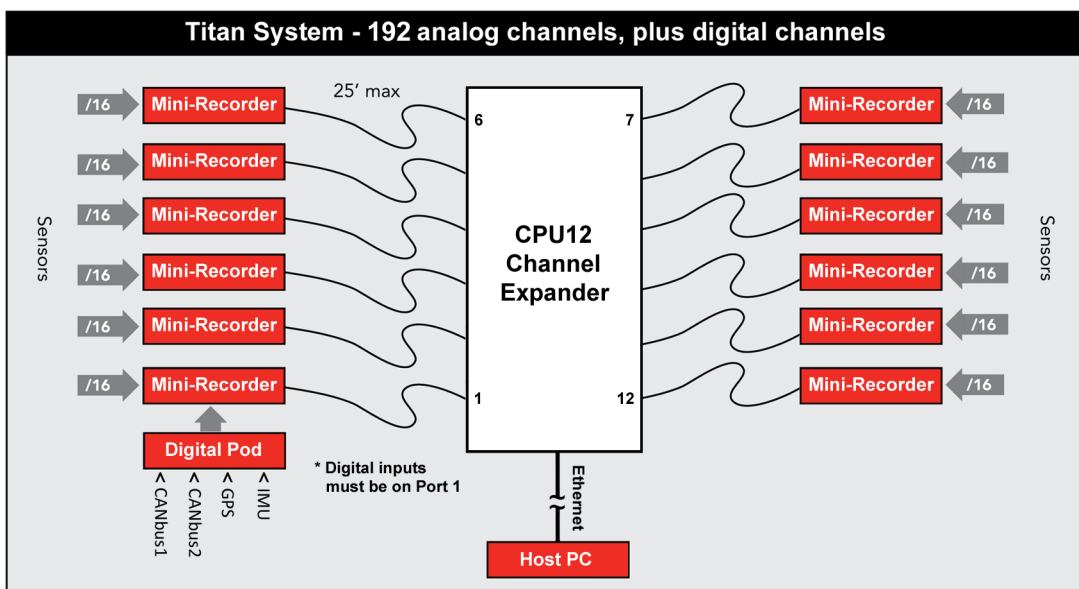 Titan System - 192 analog channels, plus digital channels
/16
Mini-Recorder
25' max
6
7
Mini-Recorder
/16
/16
Mini-Recorder
Mini-Recorder
/16
/16
Mini-Recorder
Mini-Recorder
/16
Sensors
CPU12
Channel
Expander
Sensors
/16
Mini-Recorder
Mini-Recorder
/16
/16
Mini-Recorder
Mini-Recorder
/16
/16
Mini-Recorder
1
12
Mini-Recorder
/16
Digital Pod
* Digital inputs
must be on Port 1
< CANbus1
< CANbus2
< GPS
< IMU
Ethernet
Host PC